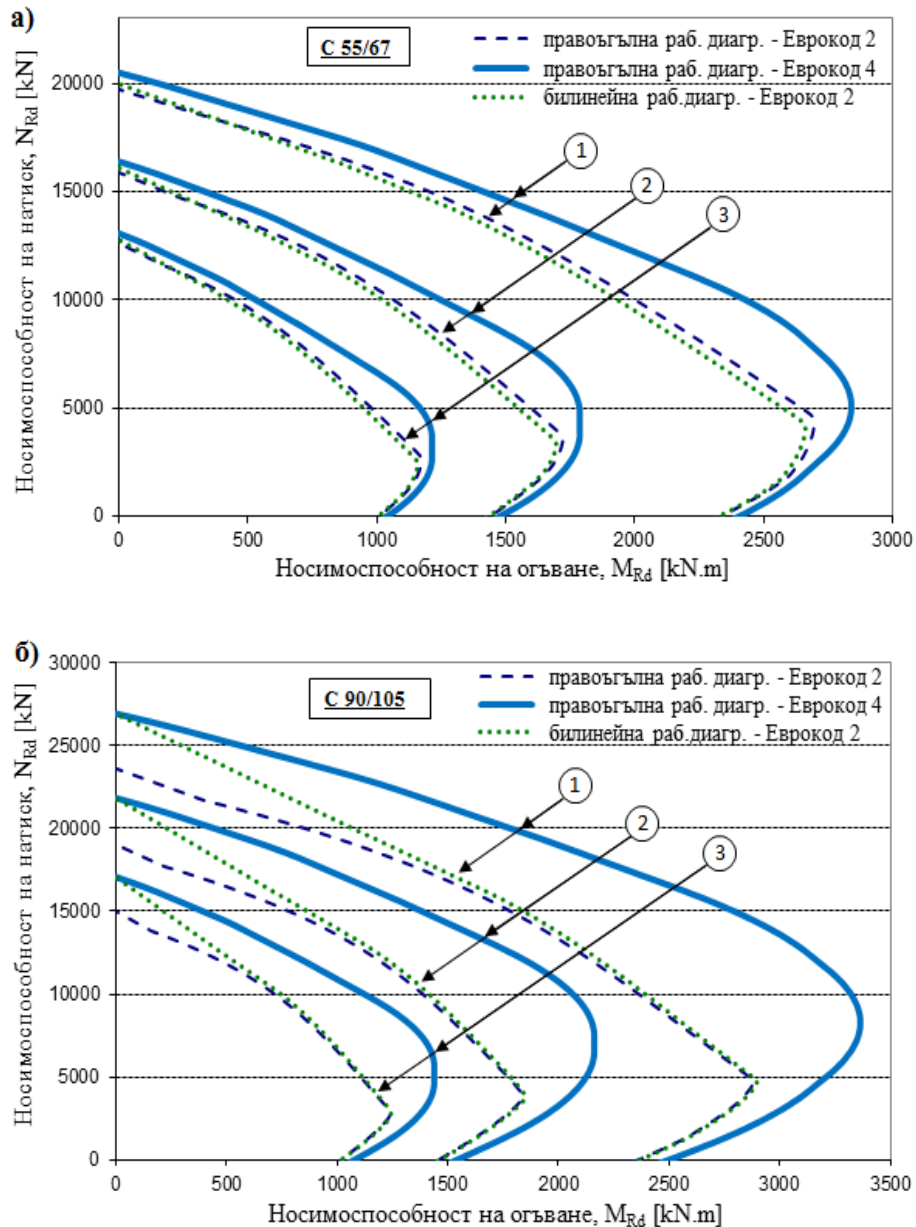 а)
С 55/67
правоъгълна раб. диагр. - Еврокод 2
правоъгълна раб. диагр. - Еврокод 4
билинейна раб.диагр. - Еврокод 2
Носимоспособност на натиск, N_Rd [kN]
20000
15000
10000
5000
0
1
2
3
0 500 1000 1500 2000 2500 3000
Носимоспособност на огъване, M_Rd [kN.m]
б)
С 90/105
правоъгълна раб. диагр. - Еврокод 2
правоъгълна раб. диагр. - Еврокод 4
билинейна раб.диагр. - Еврокод 2
Носимоспособност на натиск, N_Rd [kN]
30000
25000
20000
15000
10000
5000
0
1
2
3
0 500 1000 1500 2000 2500 3000 3500
Носимоспособност на огъване, M_Rd [kN.m]